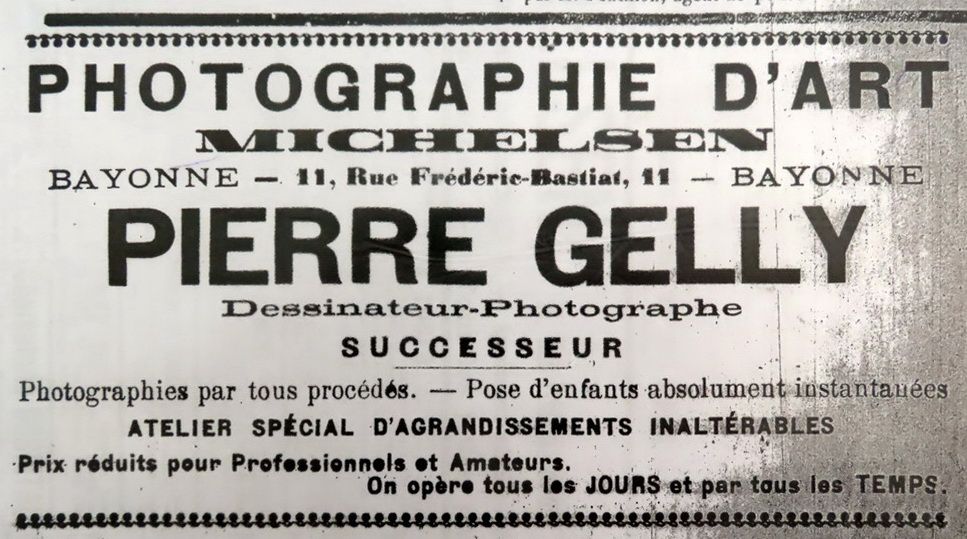 PHOTOGRAPHIE D'ART
MICHELSEN
BAYONNE — 11, Rue Frédéric-Bastiat, 11 — BAYONNE
PIERRE GELLY
Dessinateur-Photographe
SUCCESSEUR
Photographies par tous procédés. — Pose d'enfants absolument instantanées
ATELIER SPÉCIAL D'AGRANDISSEMENTS INALTÉRABLES
Prix réduits pour Professionnels et Amateurs.
On opère tous les JOURS et par tous les TEMPS.